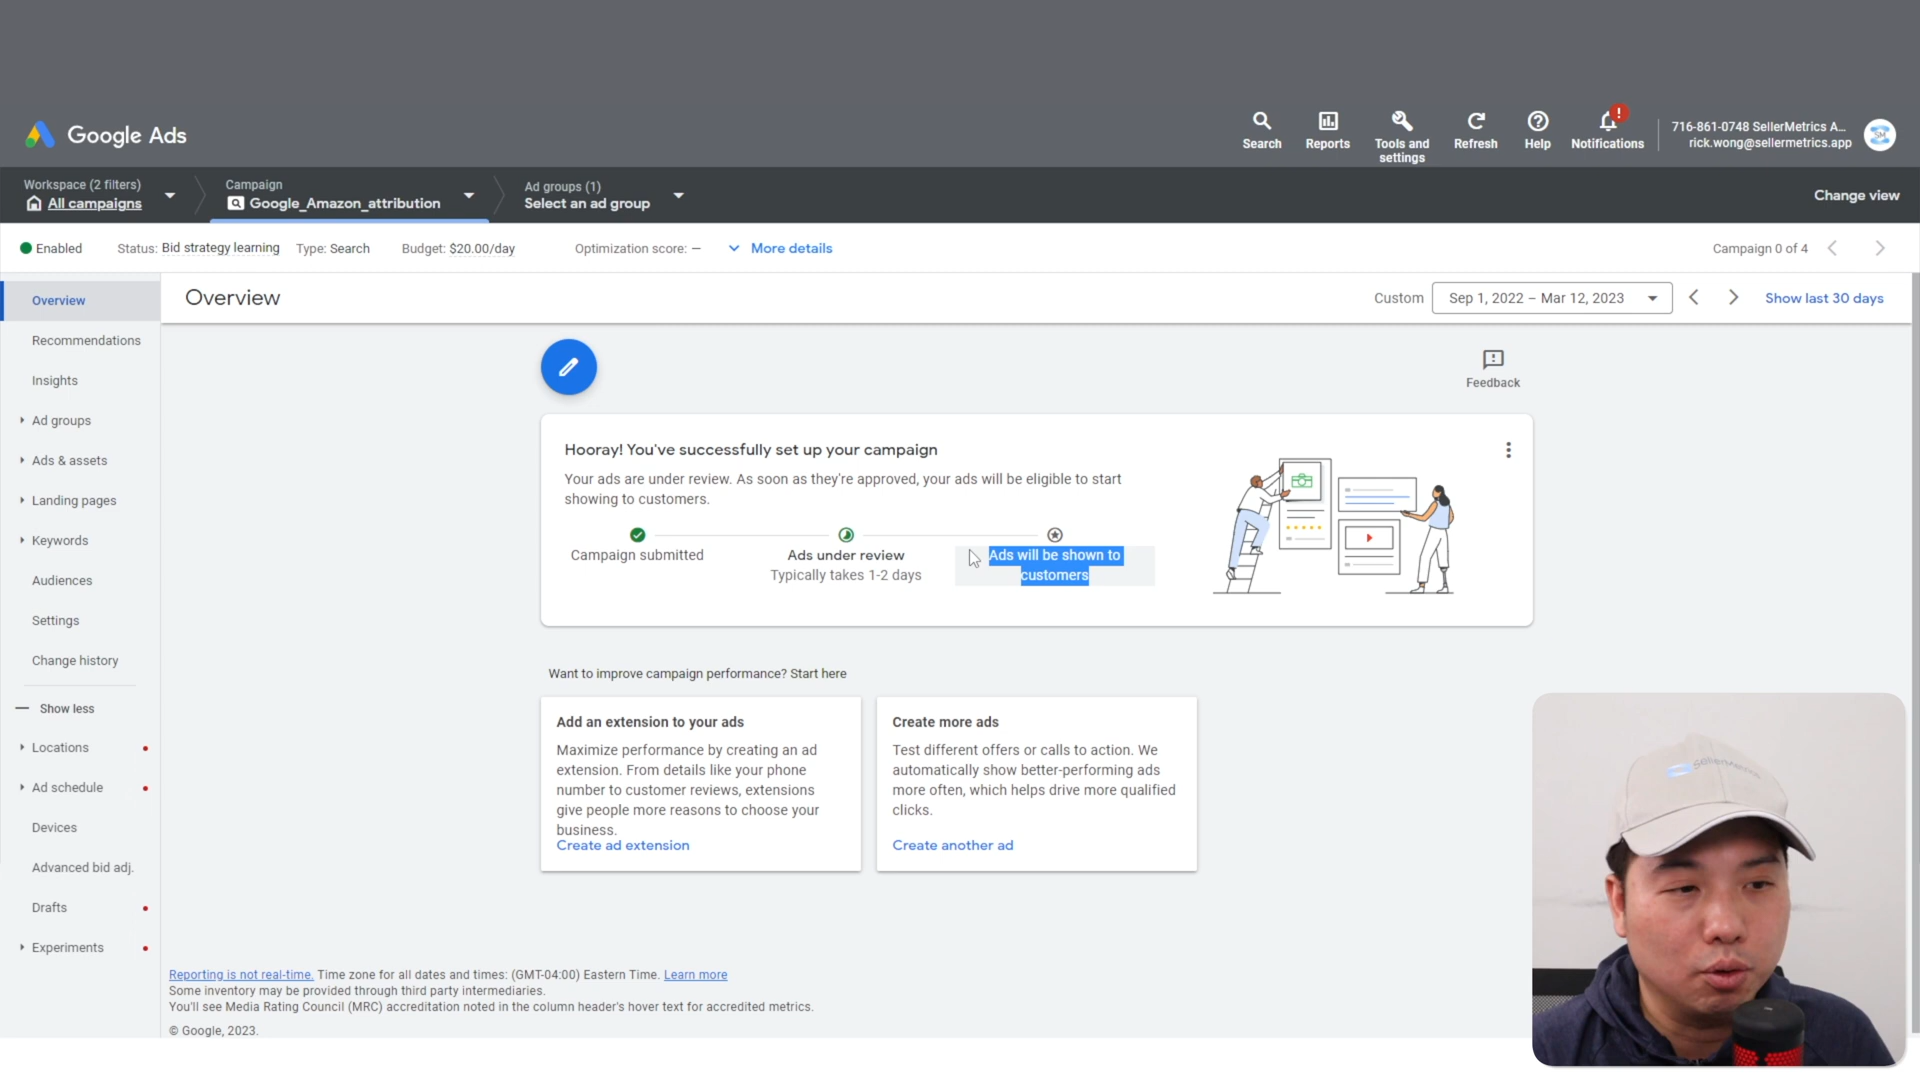 Google Ads
Search
Reports
Tools and
settings
Refresh
Help
!
Notifications
716-861-0748 SellerMetrics A...
rick.wong@sellermetrics.app
SM
Workspace (2 filters)
All campaigns
Campaign
Google_Amazon_attribution
Ad groups (1)
Select an ad group
Change view
Enabled
Status: Bid strategy learning
Type: Search
Budget: $20.00/day
Optimization score: —
More details
Campaign 0 of 4
Overview
Recommendations
Insights
Ad groups
Ads & assets
Landing pages
Keywords
Audiences
Settings
Change history
Show less
Locations
Ad schedule
Devices
Advanced bid adj.
Drafts
Experiments
Overview
Custom
Sep 1, 2022 – Mar 12, 2023
Show last 30 days
Feedback
Hooray! You've successfully set up your campaign
Your ads are under review. As soon as they're approved, your ads will be eligible to start
showing to customers.
Campaign submitted
Ads under review
Typically takes 1-2 days
Ads will be shown to
customers
Want to improve campaign performance? Start here
Add an extension to your ads
Maximize performance by creating an ad
extension. From details like your phone
number to customer reviews, extensions
give people more reasons to choose your
business.
Create ad extension
Create more ads
Test different offers or calls to action. We
automatically show better-performing ads
more often, which helps drive more qualified
clicks.
Create another ad
Reporting is not real-time. Time zone for all dates and times: (GMT-04:00) Eastern Time. Learn more
Some inventory may be provided through third party intermediaries.
You'll see Media Rating Council (MRC) accreditation noted in the column header's hover text for accredited metrics.
© Google, 2023.